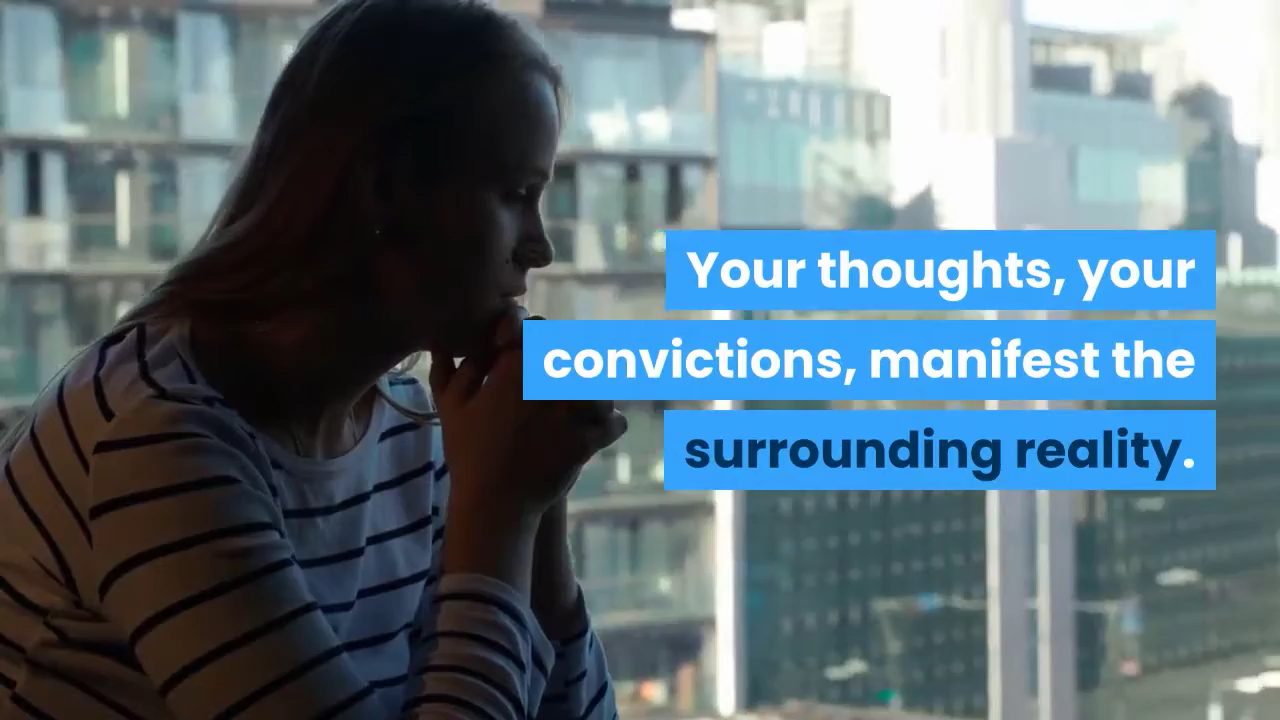 Your thoughts, your
convictions, manifest the
surrounding reality.